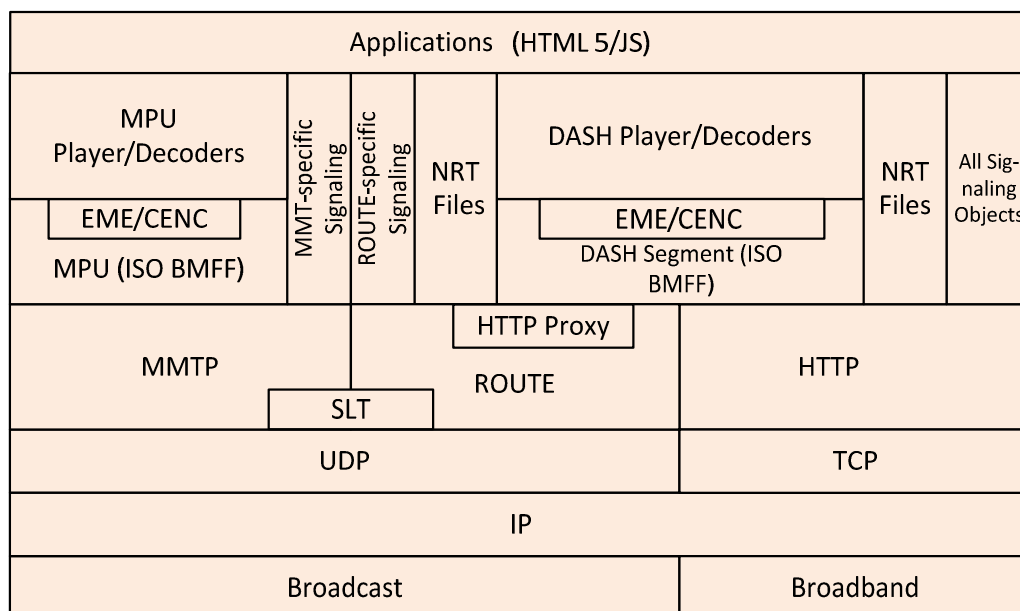 Applications (HTML 5/JS)
MPU
Player/Decoders
EME/CENC
MPU (ISO BMFF)
MMT-specific
Signaling
ROUTE-specific
Signaling
NRT
Files
DASH Player/Decoders
EME/CENC
DASH Segment (ISO
BMFF)
NRT
Files
All Sig-
naling
Objects
MMTP
SLT
HTTP Proxy
ROUTE
HTTP
UDP
TCP
IP
Broadcast
Broadband